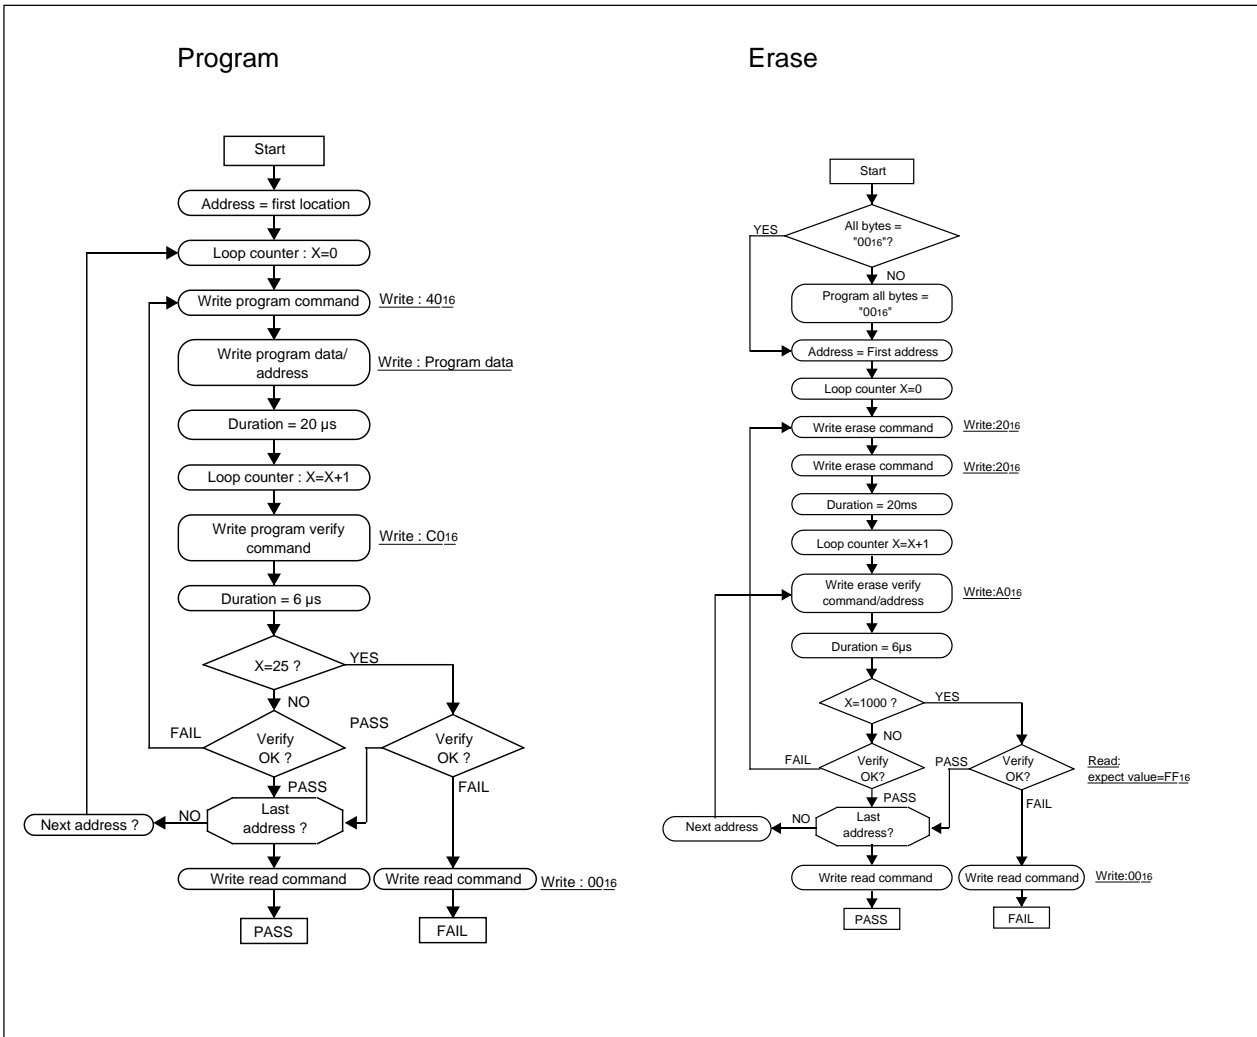 Program
Start
Address = first location
Loop counter : X=0
Write program command
Write : 4016
Write program data/
address
Write : Program data
Duration = 20 µs
Loop counter : X=X+1
Write program verify
command
Write : C016
Duration = 6 µs
X=25 ?
YES
NO
FAIL
Verify
OK ?
PASS
PASS
Verify
OK ?
FAIL
Last
address ?
NO
Next address ?
Write read command
Write read command
Write : 0016
PASS
FAIL
Erase
Start
All bytes =
"0016"?
YES
NO
Program all bytes =
"0016"
Address = First address
Loop counter X=0
Write erase command
Write:2016
Write erase command
Write:2016
Duration = 20ms
Loop counter X=X+1
Write erase verify
command/address
Write:A016
Duration = 6µs
X=1000 ?
YES
NO
FAIL
Verify
OK?
PASS
PASS
Verify
OK?
FAIL
Read:
expect value=FF16
Last
address?
NO
Next address
Write read command
Write read command
Write:0016
PASS
FAIL